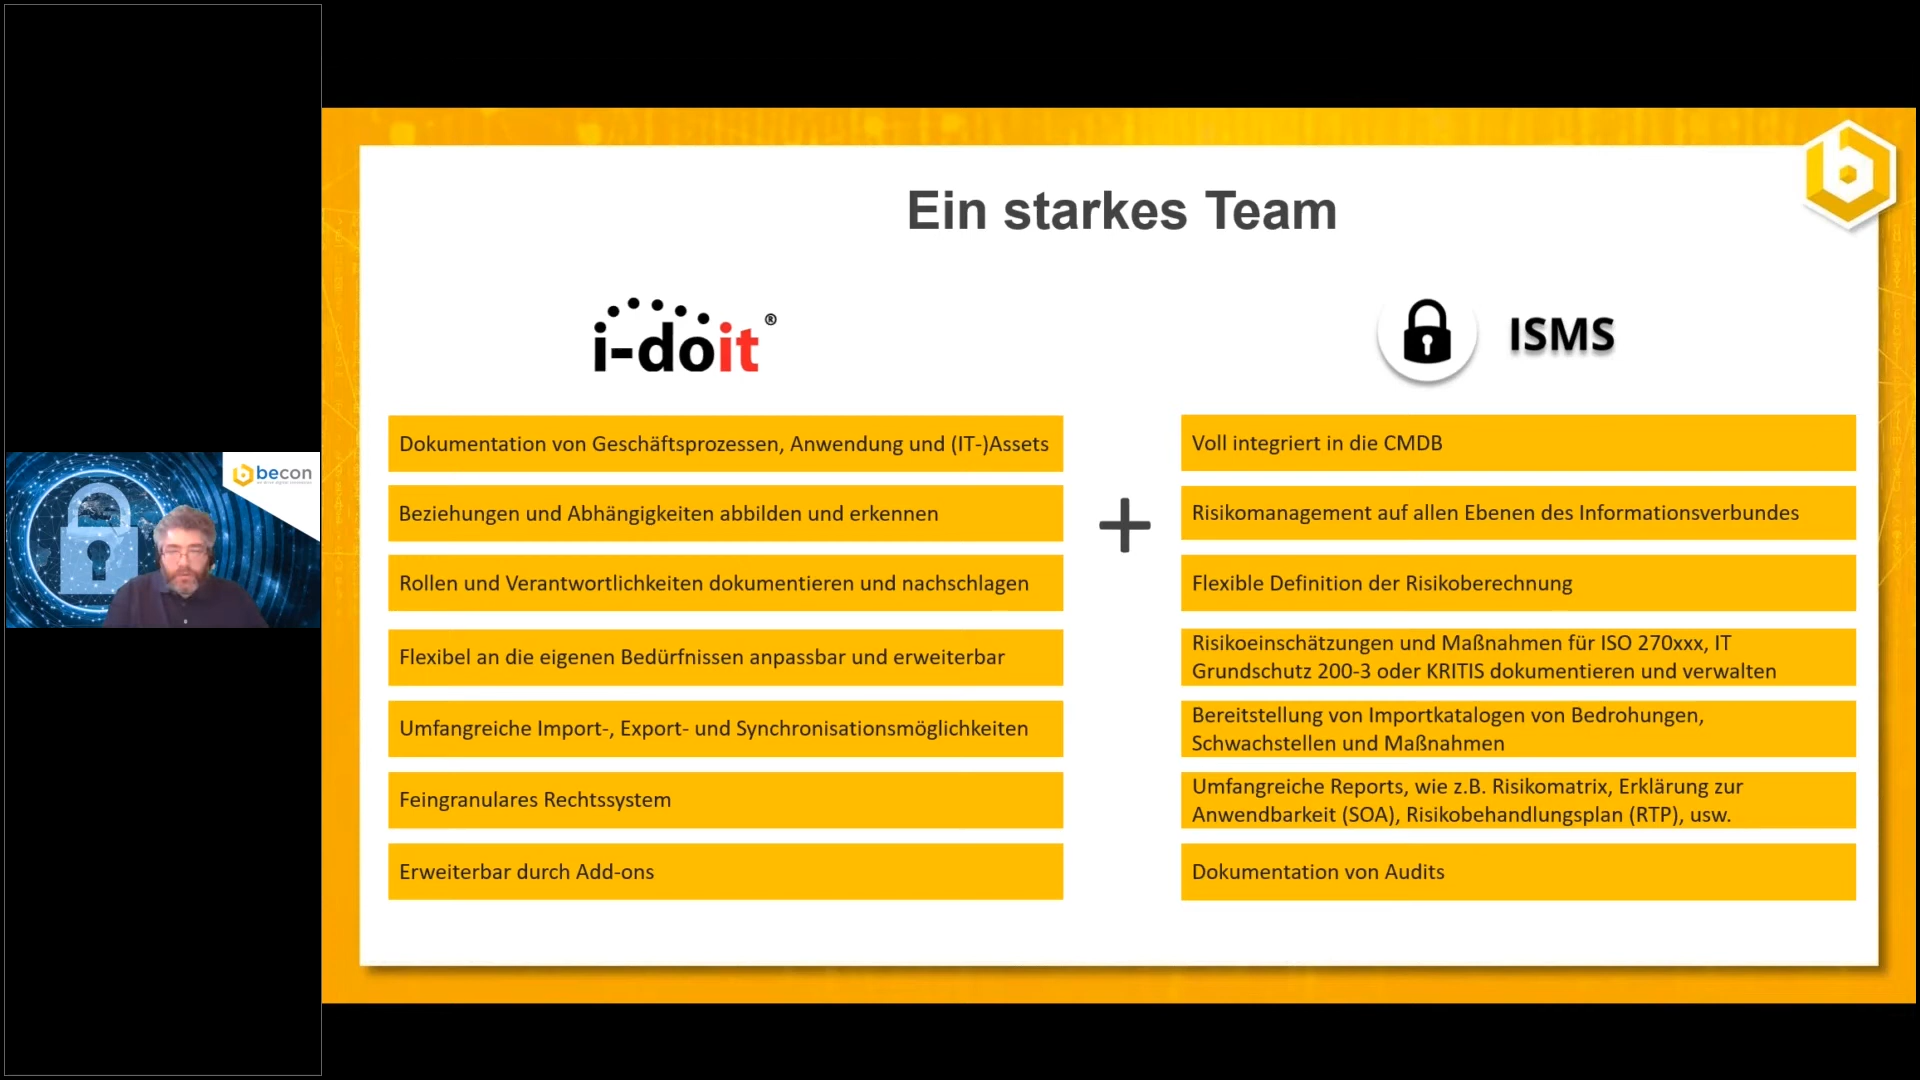 becon
Ein starkes Team
i-doit ®
ISMS
Dokumentation von Geschäftsprozessen, Anwendung und (IT-)Assets
Beziehungen und Abhängigkeiten abbilden und erkennen
Rollen und Verantwortlichkeiten dokumentieren und nachschlagen
Flexibel an die eigenen Bedürfnissen anpassbar und erweiterbar
Umfangreiche Import-, Export- und Synchronisationsmöglichkeiten
Feingranulares Rechtssystem
Erweiterbar durch Add-ons
+
Voll integriert in die CMDB
Risikomanagement auf allen Ebenen des Informationsverbundes
Flexible Definition der Risikoberechnung
Risikoeinschätzungen und Maßnahmen für ISO 270xxx, IT
Grundschutz 200-3 oder KRITIS dokumentieren und verwalten
Bereitstellung von Importkatalogen von Bedrohungen,
Schwachstellen und Maßnahmen
Umfangreiche Reports, wie z.B. Risikomatrix, Erklärung zur
Anwendbarkeit (SOA), Risikobehandlungsplan (RTP), usw.
Dokumentation von Audits